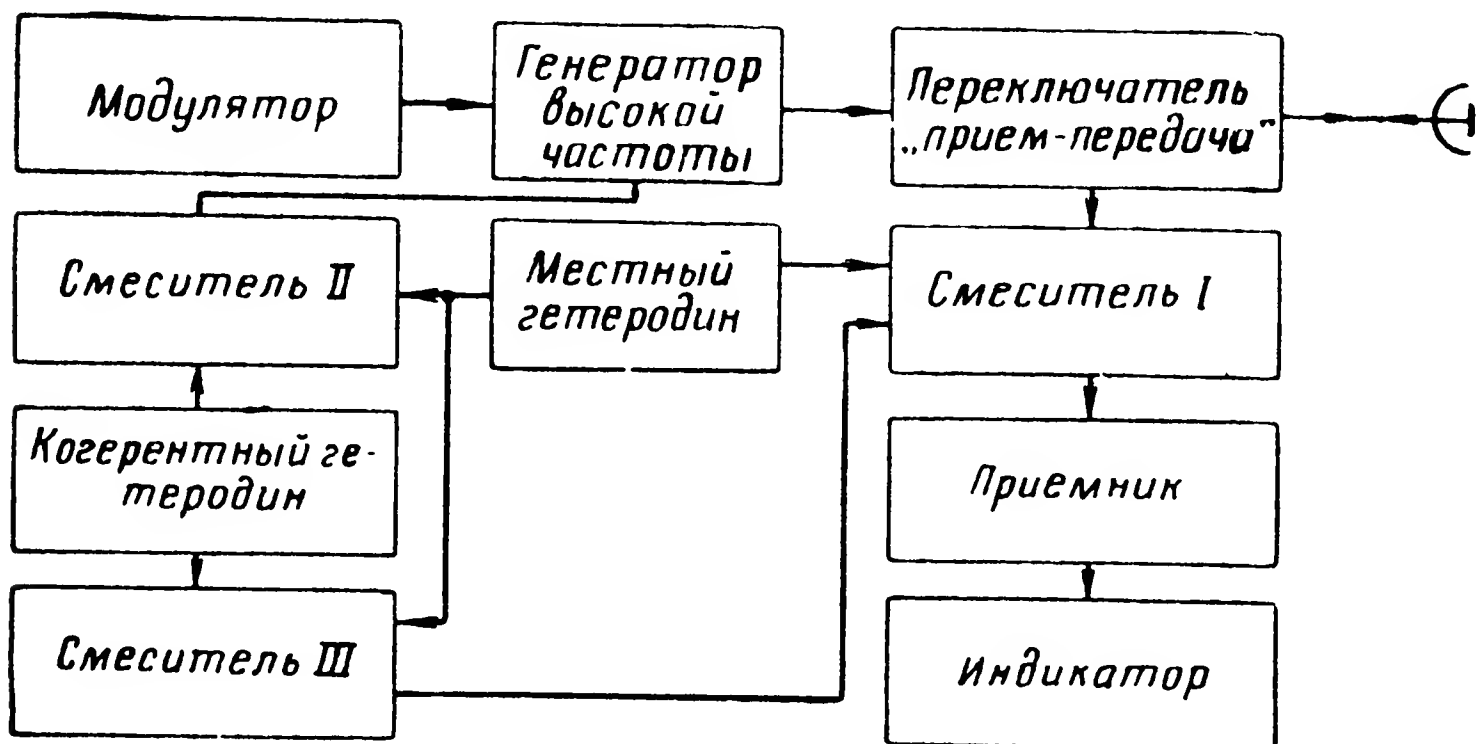 Модулятор
Генератор
высокой
частоты
Переключатель
„прием-передача“
Смеситель II
Местный
гетеродин
Смеситель I
Когерентный ге-
теродин
Приемник
Смеситель III
Индикатор